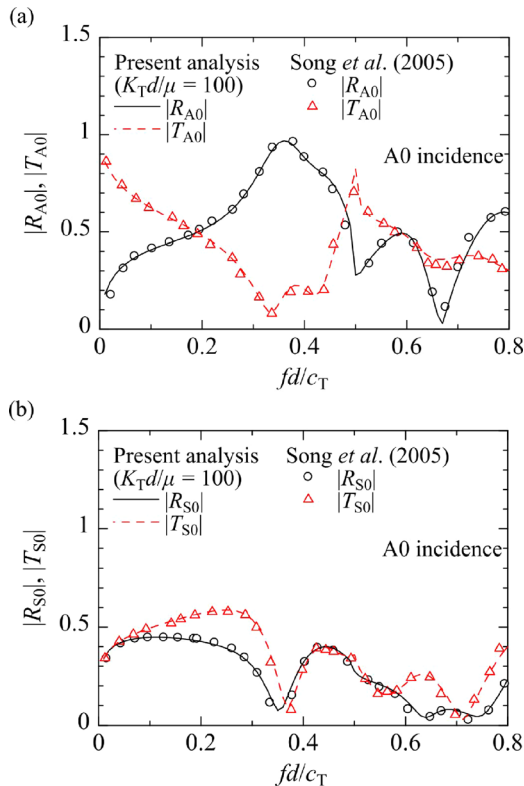 (a)
1.5
Present analysis
(K_T d/μ = 100)
|R_A0|
|T_A0|
Song et al. (2005)
|R_A0|
|T_A0|
1
A0 incidence
|R_A0|, |T_A0|
0.5
0
0 0.2 0.4 0.6 0.8
fd/c_T
(b)
1.5
Present analysis
(K_T d/μ = 100)
|R_S0|
|T_S0|
Song et al. (2005)
|R_S0|
|T_S0|
1
A0 incidence
|R_S0|, |T_S0|
0.5
0
0 0.2 0.4 0.6 0.8
fd/c_T